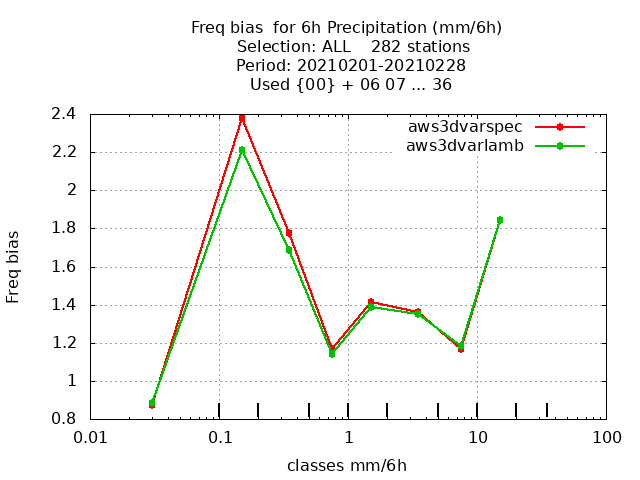 Freq bias  for 6h Precipitation (mm/6h)
Selection: ALL    282 stations
Period: 20210201-20210228
Used {00} + 06 07 ... 36
aws3dvarspec
aws3dvarlamb
2.4
2.2
2
1.8
1.6
1.4
1.2
1
0.8
Freq bias
0.01 0.1 1 10 100
classes mm/6h